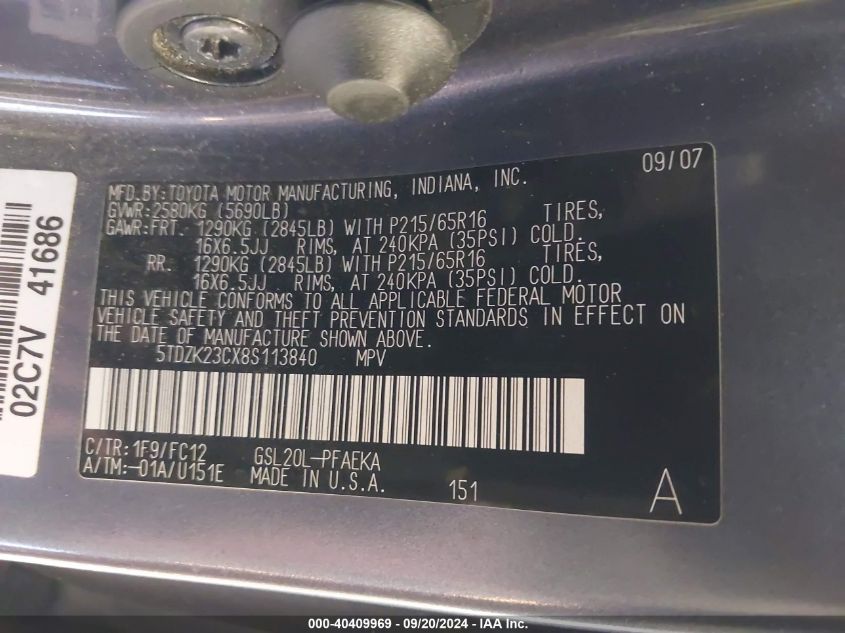 09/07
MFD.BY:TOYOTA MOTOR MANUFACTURING, INDIANA, INC.
GVWR:2580KG (5690LB)
GAWR:FRT. 1290KG (2845LB) WITH P215/65R16 TIRES,
16X6.5JJ RIMS, AT 240KPA (35PSI) COLD.
RR. 1290KG (2845LB) WITH P215/65R16 TIRES,
16X6.5JJ RIMS, AT 240KPA (35PSI) COLD.
THIS VEHICLE CONFORMS TO ALL APPLICABLE FEDERAL MOTOR
VEHICLE SAFETY AND THEFT PREVENTION STANDARDS IN EFFECT ON
THE DATE OF MANUFACTURE SHOWN ABOVE.
5TDZK23CX8S113840 MPV
C/TR:1F9/FC12 GSL20L-PFAEKA
A/TM:-01A/U151E MADE IN U.S.A. 151 A
02C7V 41686
000-40409969 - 09/20/2024 - IAA Inc.